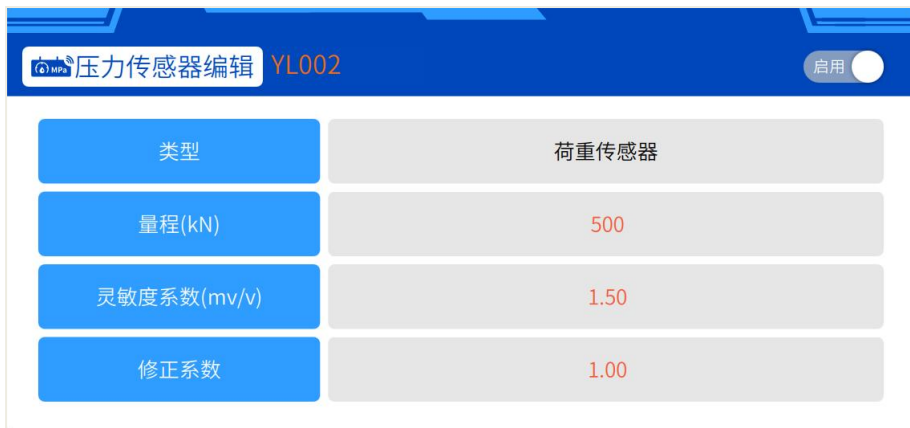 MPa 压力传感器编辑 YL002 启用
类型 荷重传感器
量程(kN) 500
灵敏度系数(mv/v) 1.50
修正系数 1.00